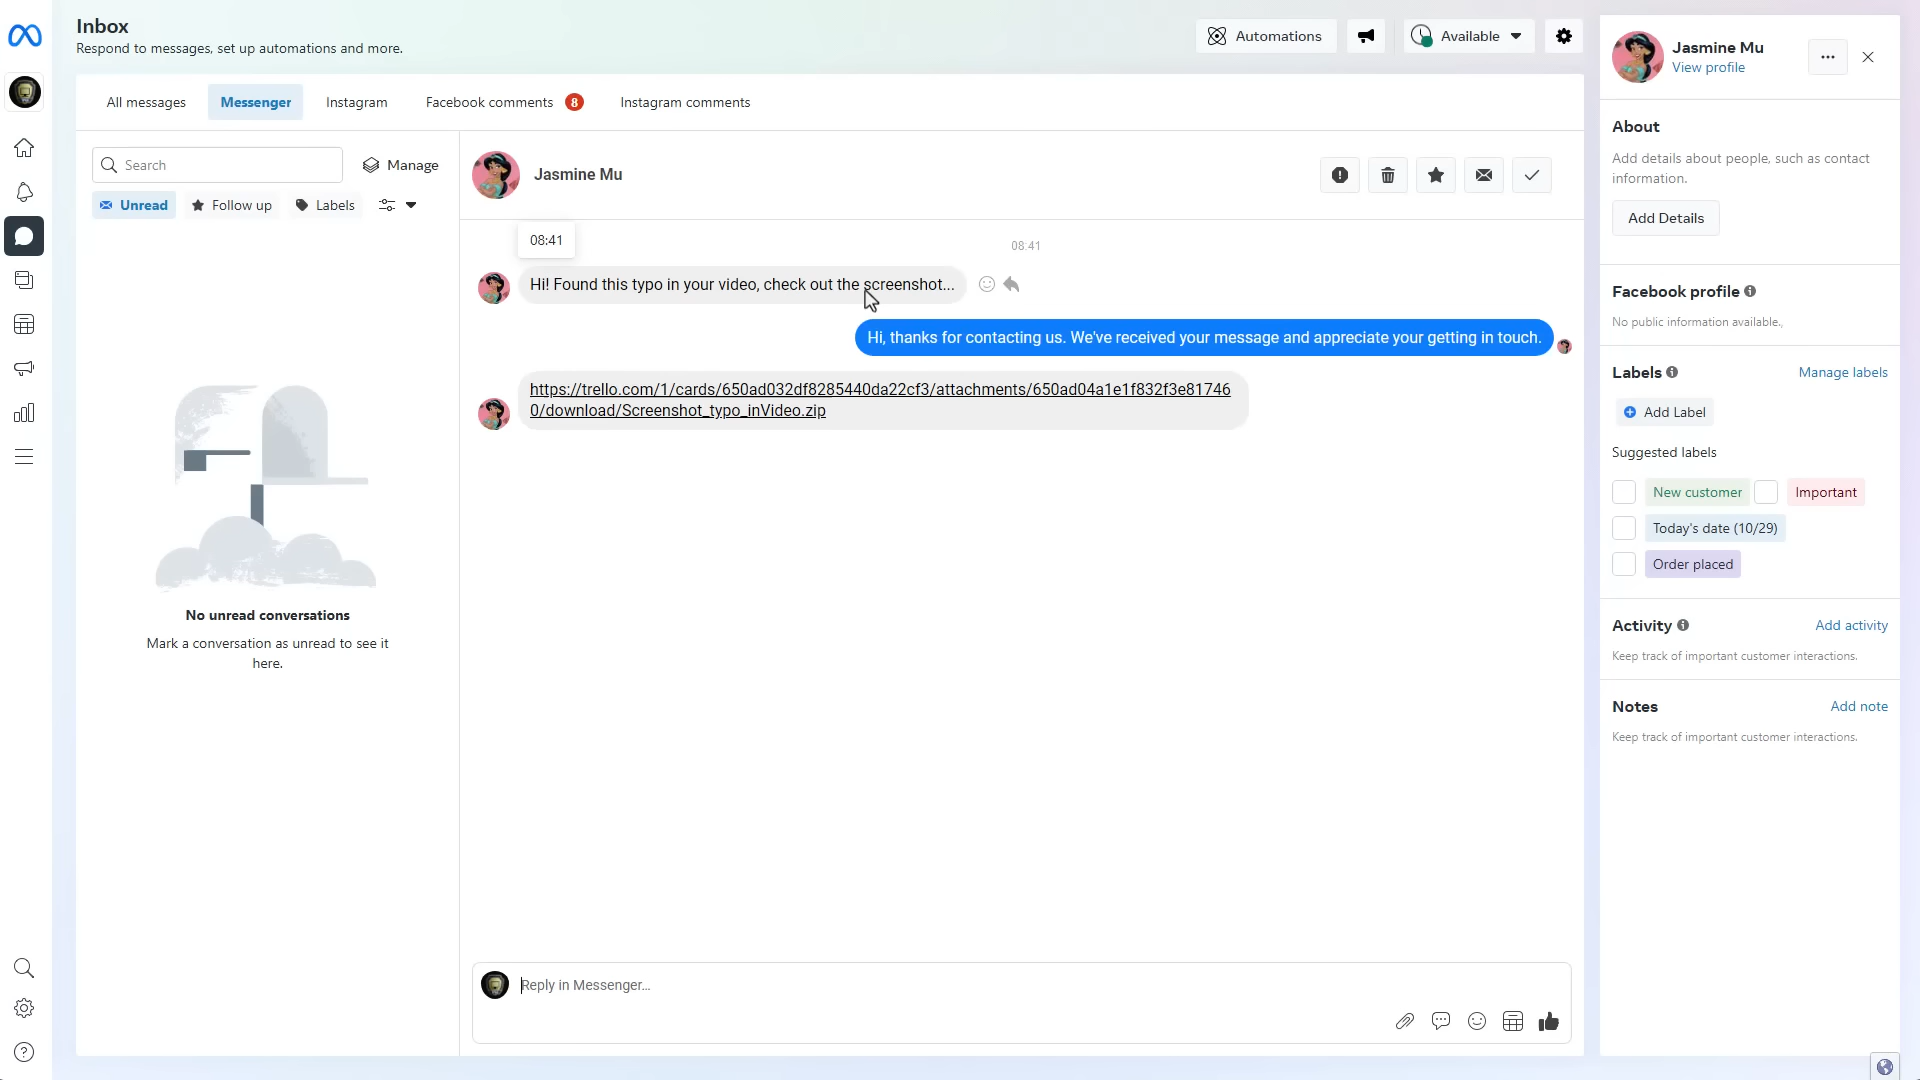 Inbox
Respond to messages, set up automations and more.
Automations
Available
All messages
Messenger
Instagram
Facebook comments 8
Instagram comments
Search
Manage
Unread
Follow up
Labels
No unread conversations
Mark a conversation as unread to see it
here.
Jasmine Mu
08:41
08:41
Hi! Found this typo in your video, check out the screenshot...
Hi, thanks for contacting us. We've received your message and appreciate your getting in touch.
https://trello.com/1/cards/650ad032df8285440da22cf3/attachments/650ad04a1e1f832f3e81746
0/download/Screenshot_typo_inVideo.zip
Reply in Messenger...
Jasmine Mu
View profile
About
Add details about people, such as contact
information.
Add Details
Facebook profile
No public information available.,
Labels
Manage labels
Add Label
Suggested labels
New customer
Important
Today's date (10/29)
Order placed
Activity
Add activity
Keep track of important customer interactions.
Notes
Add note
Keep track of important customer interactions.